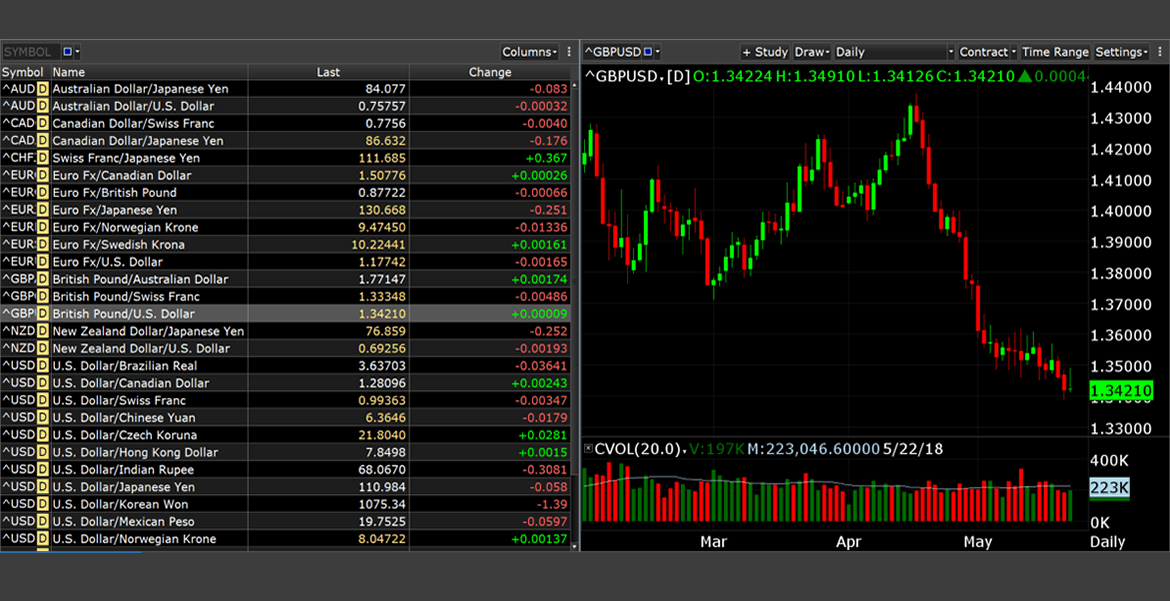 SYMBOL Columns
Symbol Name Last Change
^AUD D Australian Dollar/Japanese Yen 84.077 -0.083
^AUD D Australian Dollar/U.S. Dollar 0.75757 -0.00032
^CAD D Canadian Dollar/Swiss Franc 0.7756 -0.0040
^CAD D Canadian Dollar/Japanese Yen 86.632 -0.176
^CHF D Swiss Franc/Japanese Yen 111.685 +0.367
^EUR D Euro Fx/Canadian Dollar 1.50776 +0.00026
^EUR D Euro Fx/British Pound 0.87722 -0.00066
^EUR D Euro Fx/Japanese Yen 130.668 -0.251
^EUR D Euro Fx/Norwegian Krone 9.47450 -0.01336
^EUR D Euro Fx/Swedish Krona 10.22441 +0.00161
^EUR D Euro Fx/U.S. Dollar 1.17742 -0.00165
^GBP D British Pound/Australian Dollar 1.77147 +0.00174
^GBP D British Pound/Swiss Franc 1.33348 -0.00486
^GBP D British Pound/U.S. Dollar 1.34210 +0.00009
^NZD D New Zealand Dollar/Japanese Yen 76.859 -0.252
^NZD D New Zealand Dollar/U.S. Dollar 0.69256 -0.00193
^USD D U.S. Dollar/Brazilian Real 3.63703 -0.03641
^USD D U.S. Dollar/Canadian Dollar 1.28096 +0.00243
^USD D U.S. Dollar/Swiss Franc 0.99363 -0.00347
^USD D U.S. Dollar/Chinese Yuan 6.3646 -0.0179
^USD D U.S. Dollar/Czech Koruna 21.8040 +0.0281
^USD D U.S. Dollar/Hong Kong Dollar 7.8498 +0.0015
^USD D U.S. Dollar/Indian Rupee 68.0670 -0.3081
^USD D U.S. Dollar/Japanese Yen 110.984 -0.058
^USD D U.S. Dollar/Korean Won 1075.34 -1.39
^USD D U.S. Dollar/Mexican Peso 19.7525 -0.0597
^USD D U.S. Dollar/Norwegian Krone 8.04722 +0.00137
^GBPUSD + Study Draw Daily Contract Time Range Settings
^GBPUSD [D] O:1.34224 H:1.34910 L:1.34126 C:1.34210 ▲0.0004
1.44000
1.43000
1.42000
1.41000
1.40000
1.39000
1.38000
1.37000
1.36000
1.35000
1.34210
1.33000
CVOL(20.0) V:197K M:223,046.60000 5/22/18
400K
223K
0K
Mar Apr May Daily